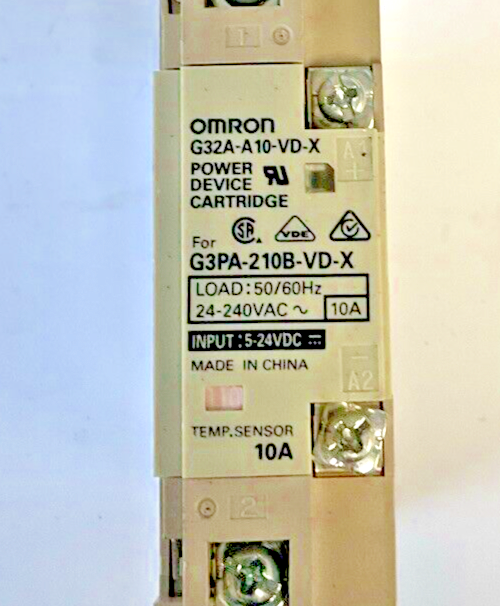 1
OMRON
G32A-A10-VD-X
POWER
DEVICE
CARTRIDGE
A1
+
For
G3PA-210B-VD-X
LOAD:50/60Hz
24-240VAC ~ 10A
INPUT:5-24VDC ⎓
MADE IN CHINA
−
A2
TEMP.SENSOR
10A
2